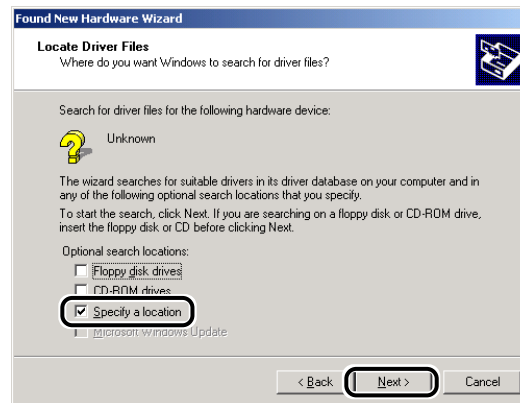 Found New Hardware Wizard
Locate Driver Files
Where do you want Windows to search for driver files?
Search for driver files for the following hardware device:
Unknown
The wizard searches for suitable drivers in its driver database on your computer and in
any of the following optional search locations that you specify.
To start the search, click Next. If you are searching on a floppy disk or CD-ROM drive,
insert the floppy disk or CD before clicking Next.
Optional search locations:
Floppy disk drives
CD-ROM drives
Specify a location
Microsoft Windows Update
< Back
Next >
Cancel